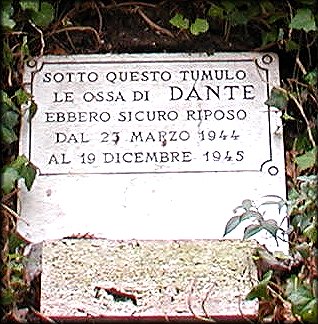 SOTTO QUESTO TUMULO
LE OSSA DI DANTE
EBBERO SICURO RIPOSO
DAL 23 MARZO 1944
AL 19 DICEMBRE 1945